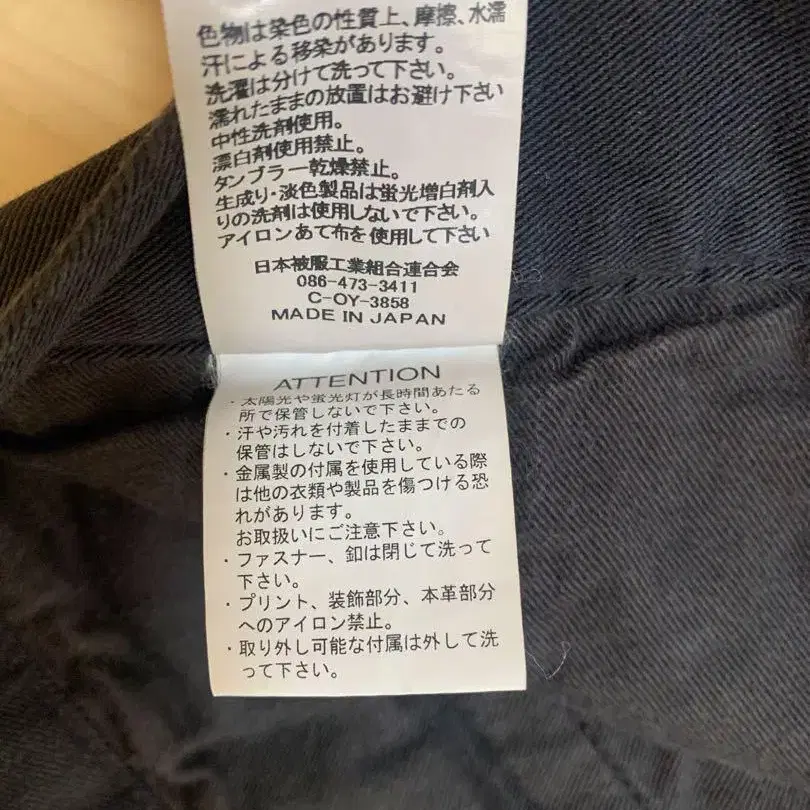 色物は染色の性質上、摩擦、水濡
汗による移染があります。
洗濯は分けて洗って下さい。
濡れたままの放置はお避け下さい
中性洗剤使用。
漂白剤使用禁止。
タンブラー乾燥禁止。
生成り・淡色製品は蛍光増白剤入
りの洗剤は使用しないで下さい。
アイロンあて布を使用して下さい
日本被服工業組合連合会
086-473-3411
C-OY-3858
MADE IN JAPAN
ATTENTION
・太陽光や蛍光灯が長時間あたる
所で保管しないで下さい。
・汗や汚れを付着したままでの
保管はしないで下さい。
・金属製の付属を使用している際
は他の衣類や製品を傷つける恐
れがあります。
お取扱いにご注意下さい。
・ファスナー、釦は閉じて洗って
下さい。
・プリント、装飾部分、本革部分
へのアイロン禁止。
・取り外し可能な付属は外して洗
って下さい。